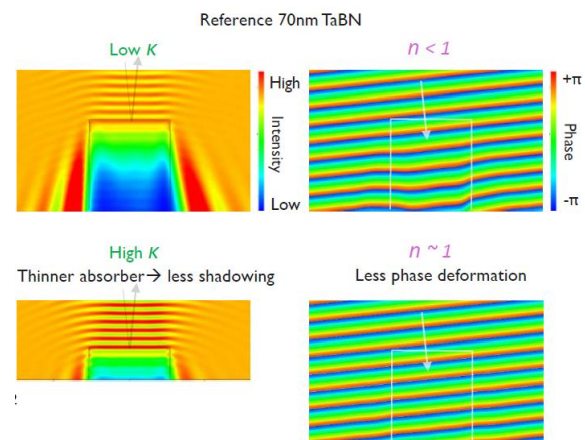 Reference 70nm TaBN
Low K
n < 1
High
Intensity
Low
+π
Phase
-π
High K
Thinner absorber→ less shadowing
n ~ 1
Less phase deformation